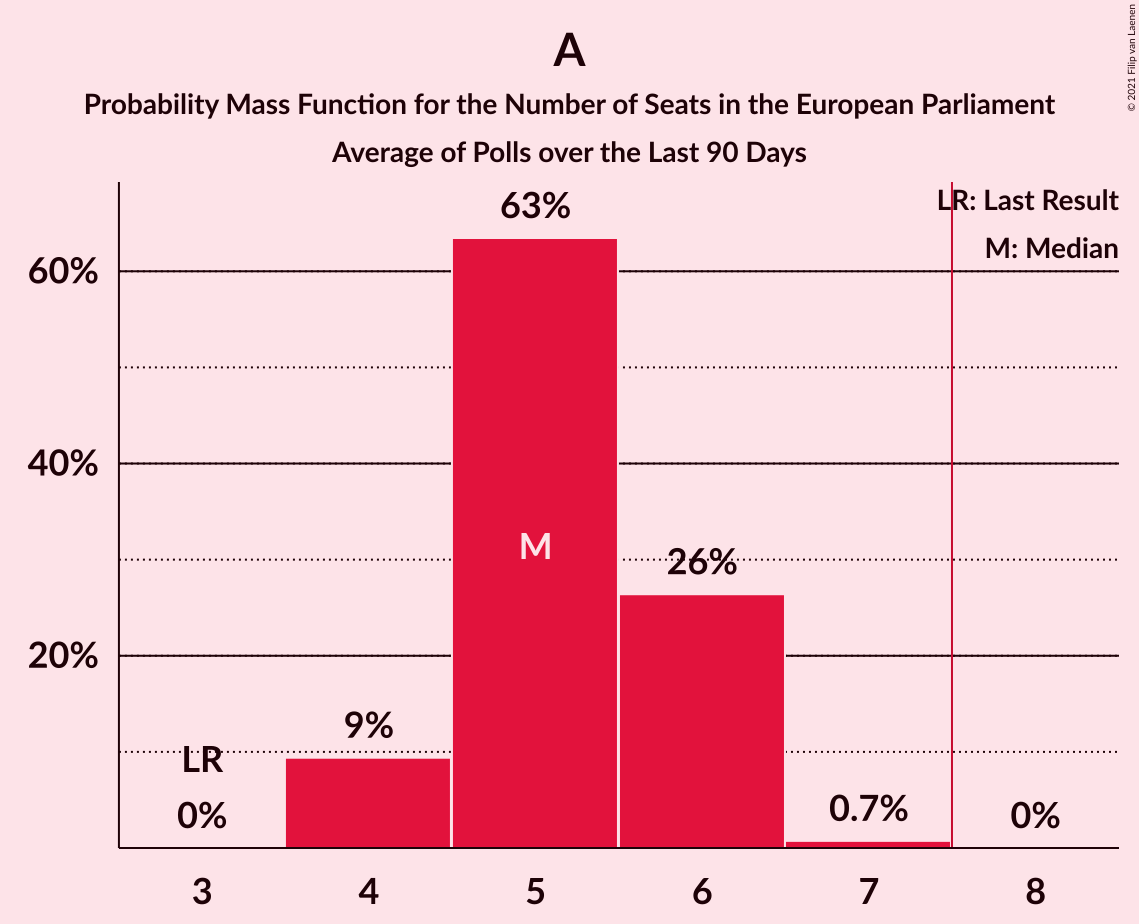 A
Probability Mass Function for the Number of Seats in the European Parliament
Average of Polls over the Last 90 Days
© 2021 Filip van Laenen
LR: Last Result
M: Median
63%
60%
40%
M
26%
20%
9%
LR
0%
0.7%
0%
3 4 5 6 7 8